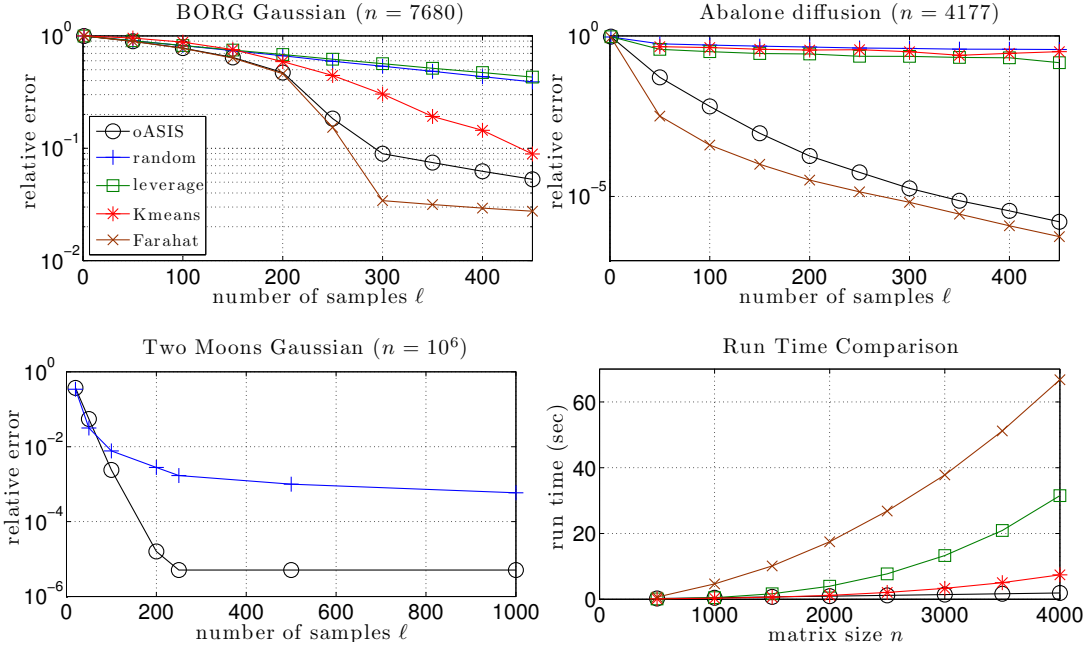 BORG Gaussian (n = 7680)
10^0
10^-1
10^-2
relative error
oASIS
random
leverage
Kmeans
Farahat
0 100 200 300 400
number of samples ℓ
Abalone diffusion (n = 4177)
10^0
10^-5
relative error
0 100 200 300 400
number of samples ℓ
Two Moons Gaussian (n = 10^6)
10^0
10^-2
10^-4
10^-6
relative error
0 200 400 600 800 1000
number of samples ℓ
Run Time Comparison
60
40
20
0
run time (sec)
0 1000 2000 3000 4000
matrix size n